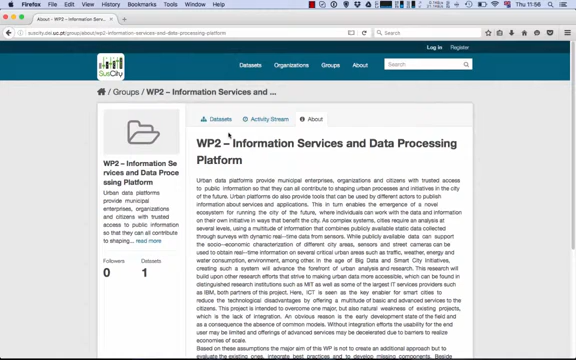 Firefox File Edit View History Bookmarks Tools Window Help
Thu 11:56
About - WP2 – Information Serv...
suscity.dei.uc.pt/group/about/wp2-information-services-and-data-processing-platform
Search
Log in Register
SusCity
Datasets Organizations Groups About
Search
/ Groups / WP2 – Information Services and ...
Datasets Activity Stream About
WP2 – Information Services and Data Processing
Platform
Urban data platforms provide municipal enterprises, organizations and citizens with trusted access
to public information so that they can all contribute to shaping urban processes and initiatives in the city
of the future. Urban platforms do also provide tools that can be used by different actors to publish
information about services and applications. This in turn enables the emergence of a novel
ecosystem for running the city of the future, where individuals can work with the data and information
on their own initiative in ways that benefit the city. As complex systems, cities require an analysis at
several levels, using a multitude of information that combines publicly available static data collected
through surveys with dynamic real-time data from sensors. While publicly available data can support
the socio-economic characterization of different city areas, sensors and street cameras can be
used to obtain real-time information on several critical urban areas such as traffic, weather, energy and
water consumption, environment, among others. In the age of Big Data and Smart City Initiatives,
creating such a system will advance the forefront of urban analysis and research. This research will
build upon other research efforts that strive to making urban data more accessible, which can be found in
distinguished research institutions such as MIT as well as some of the largest IT services providers such
as IBM, both partners of this project. Here, ICT is seen as the key enabler for smart cities to
reduce the technological disadvantages by offering a multitude of basic and advanced services to the
citizens. This project is intended to overcome one major, but also natural weakness of existing projects,
which is the lack of integration. An obvious reason is the early development state of the field and
as a consequence the absence of common models. Without integration efforts the usability for the end
user may be limited and offerings of advanced services may be decelerated due to barriers to realize
economies of scale.
Based on these assumptions the major aim of this WP is not to create an additional approach but to
WP2 – Information Se
rvices and Data Proce
ssing Platform
Urban data platforms
provide municipal
enterprises, organizations
and citizens with trusted
access to public information
so that they can all
contribute to
shaping... read more
Followers Datasets
0 1